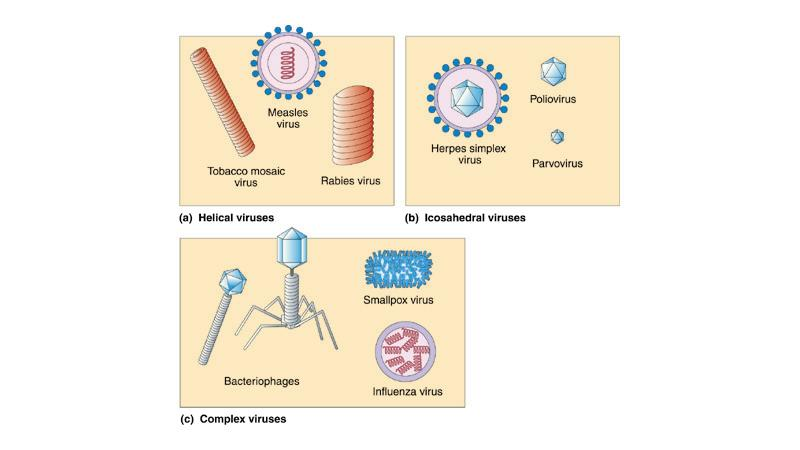 Measles
virus
Tobacco mosaic
virus
Rabies virus
(a) Helical viruses
Herpes simplex
virus
Poliovirus
Parvovirus
(b) Icosahedral viruses
Bacteriophages
Smallpox virus
Influenza virus
(c) Complex viruses